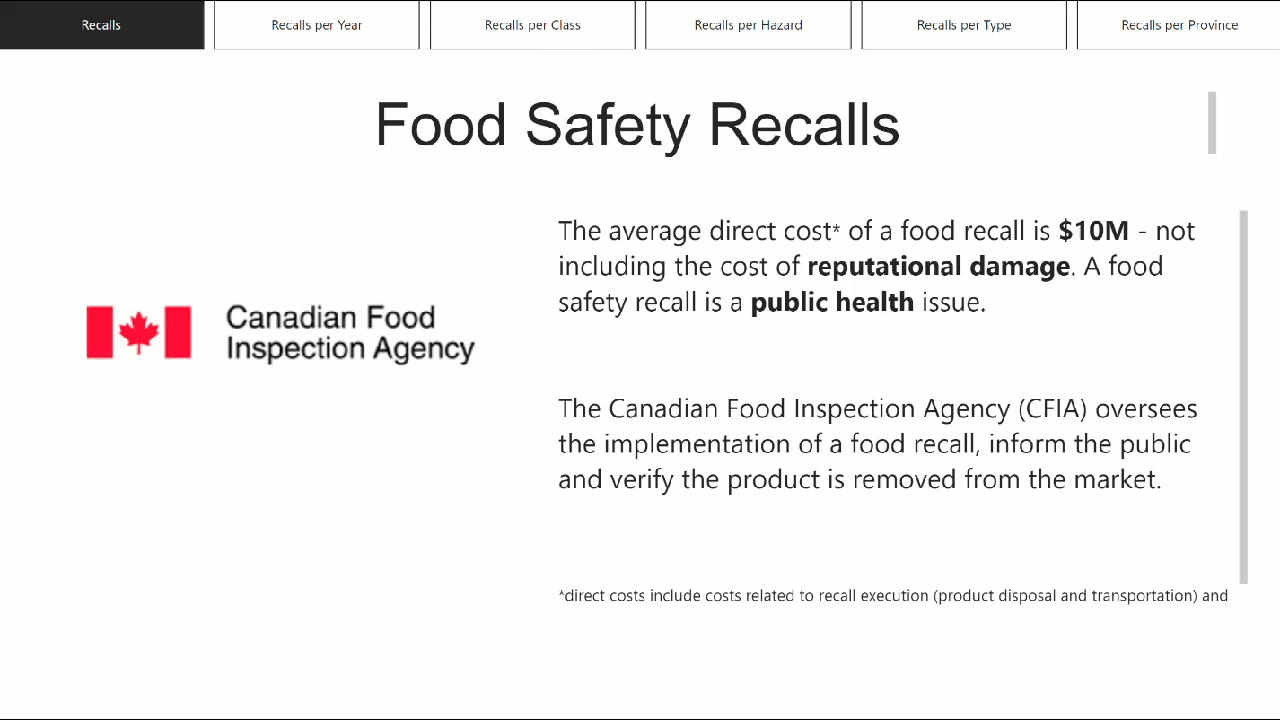 Recalls
Recalls per Year
Recalls per Class
Recalls per Hazard
Recalls per Type
Recalls per Province
Food Safety Recalls
Canadian Food
Inspection Agency
The average direct cost* of a food recall is $10M - not
including the cost of reputational damage. A food
safety recall is a public health issue.
The Canadian Food Inspection Agency (CFIA) oversees
the implementation of a food recall, inform the public
and verify the product is removed from the market.
*direct costs include costs related to recall execution (product disposal and transportation) and